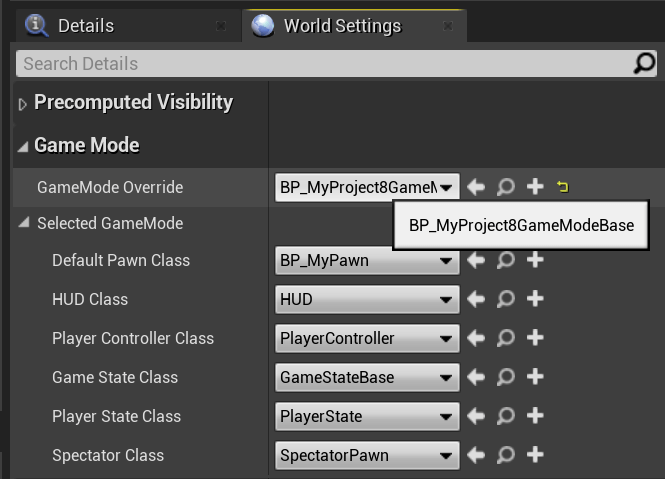 Details
World Settings
Search Details
Precomputed Visibility
Game Mode
GameMode Override BP_MyProject8GameM
BP_MyProject8GameModeBase
Selected GameMode
Default Pawn Class BP_MyPawn
HUD Class HUD
Player Controller Class PlayerController
Game State Class GameStateBase
Player State Class PlayerState
Spectator Class SpectatorPawn